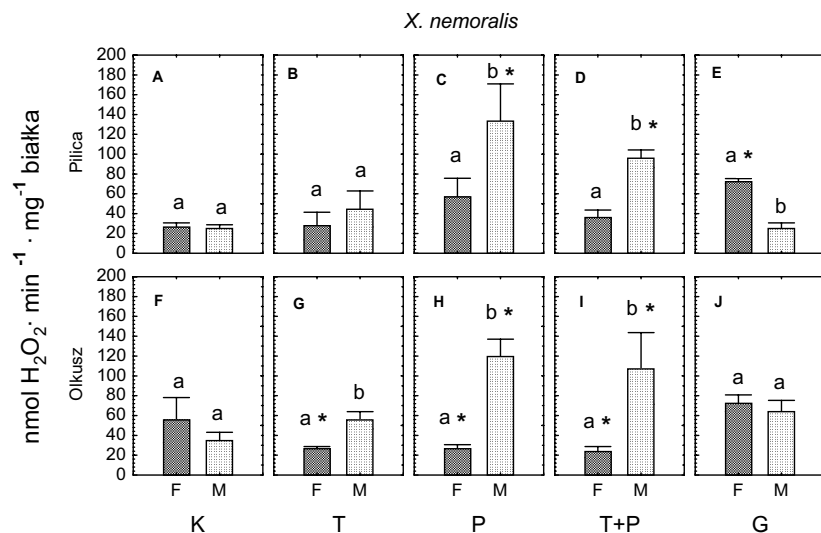 X. nemoralis
nmol H₂O₂· min ⁻¹ · mg⁻¹ białka
Pilica
200
180
160
140
120
100
80
60
40
20
0
A
a a
B
a a
C
a b *
D
a b *
E
a * b
Olkusz
200
180
160
140
120
100
80
60
40
20
0
F
a a
G
a * b
H
a * b *
I
a * b *
J
a a
F M F M F M F M F M
K T P T+P G